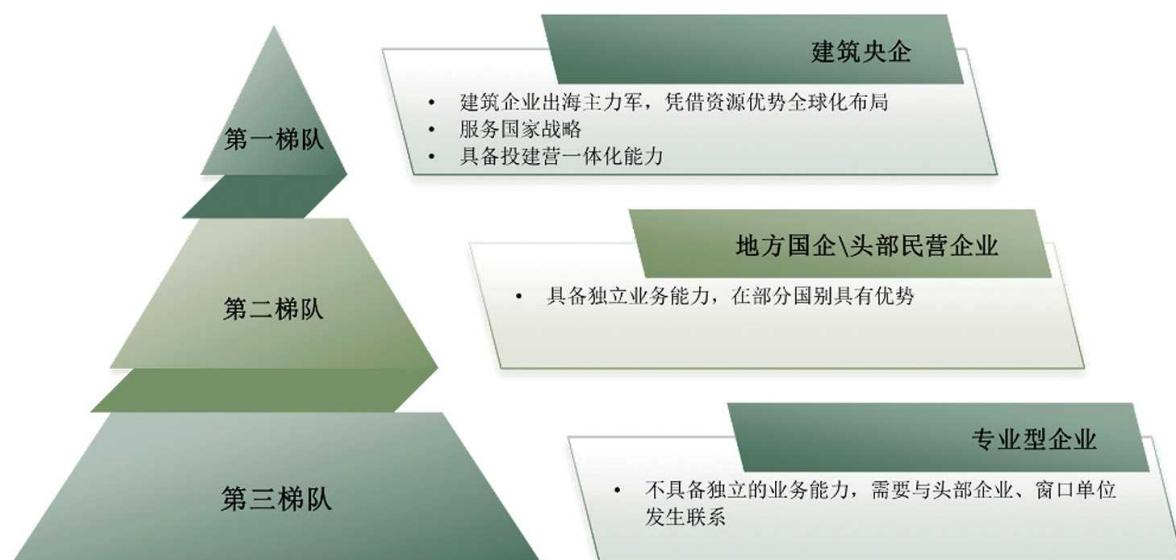 建筑央企
• 建筑企业出海主力军，凭借资源优势全球化布局
• 服务国家战略
• 具备投建营一体化能力
第一梯队
地方国企\头部民营企业
• 具备独立业务能力，在部分国别具有优势
第二梯队
专业型企业
• 不具备独立的业务能力，需要与头部企业、窗口单位
发生联系
第三梯队